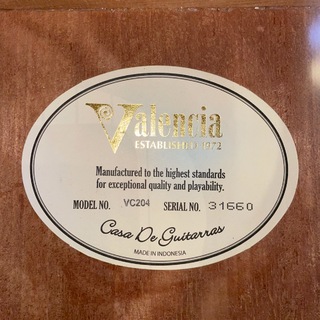 Valencia
ESTABLISHED 1972
Manufactured to the highest standards
for exceptional quality and playability.
MODEL NO. VC204 SERIAL NO. 31660
Casa De Guitarras
MADE IN INDONESIA